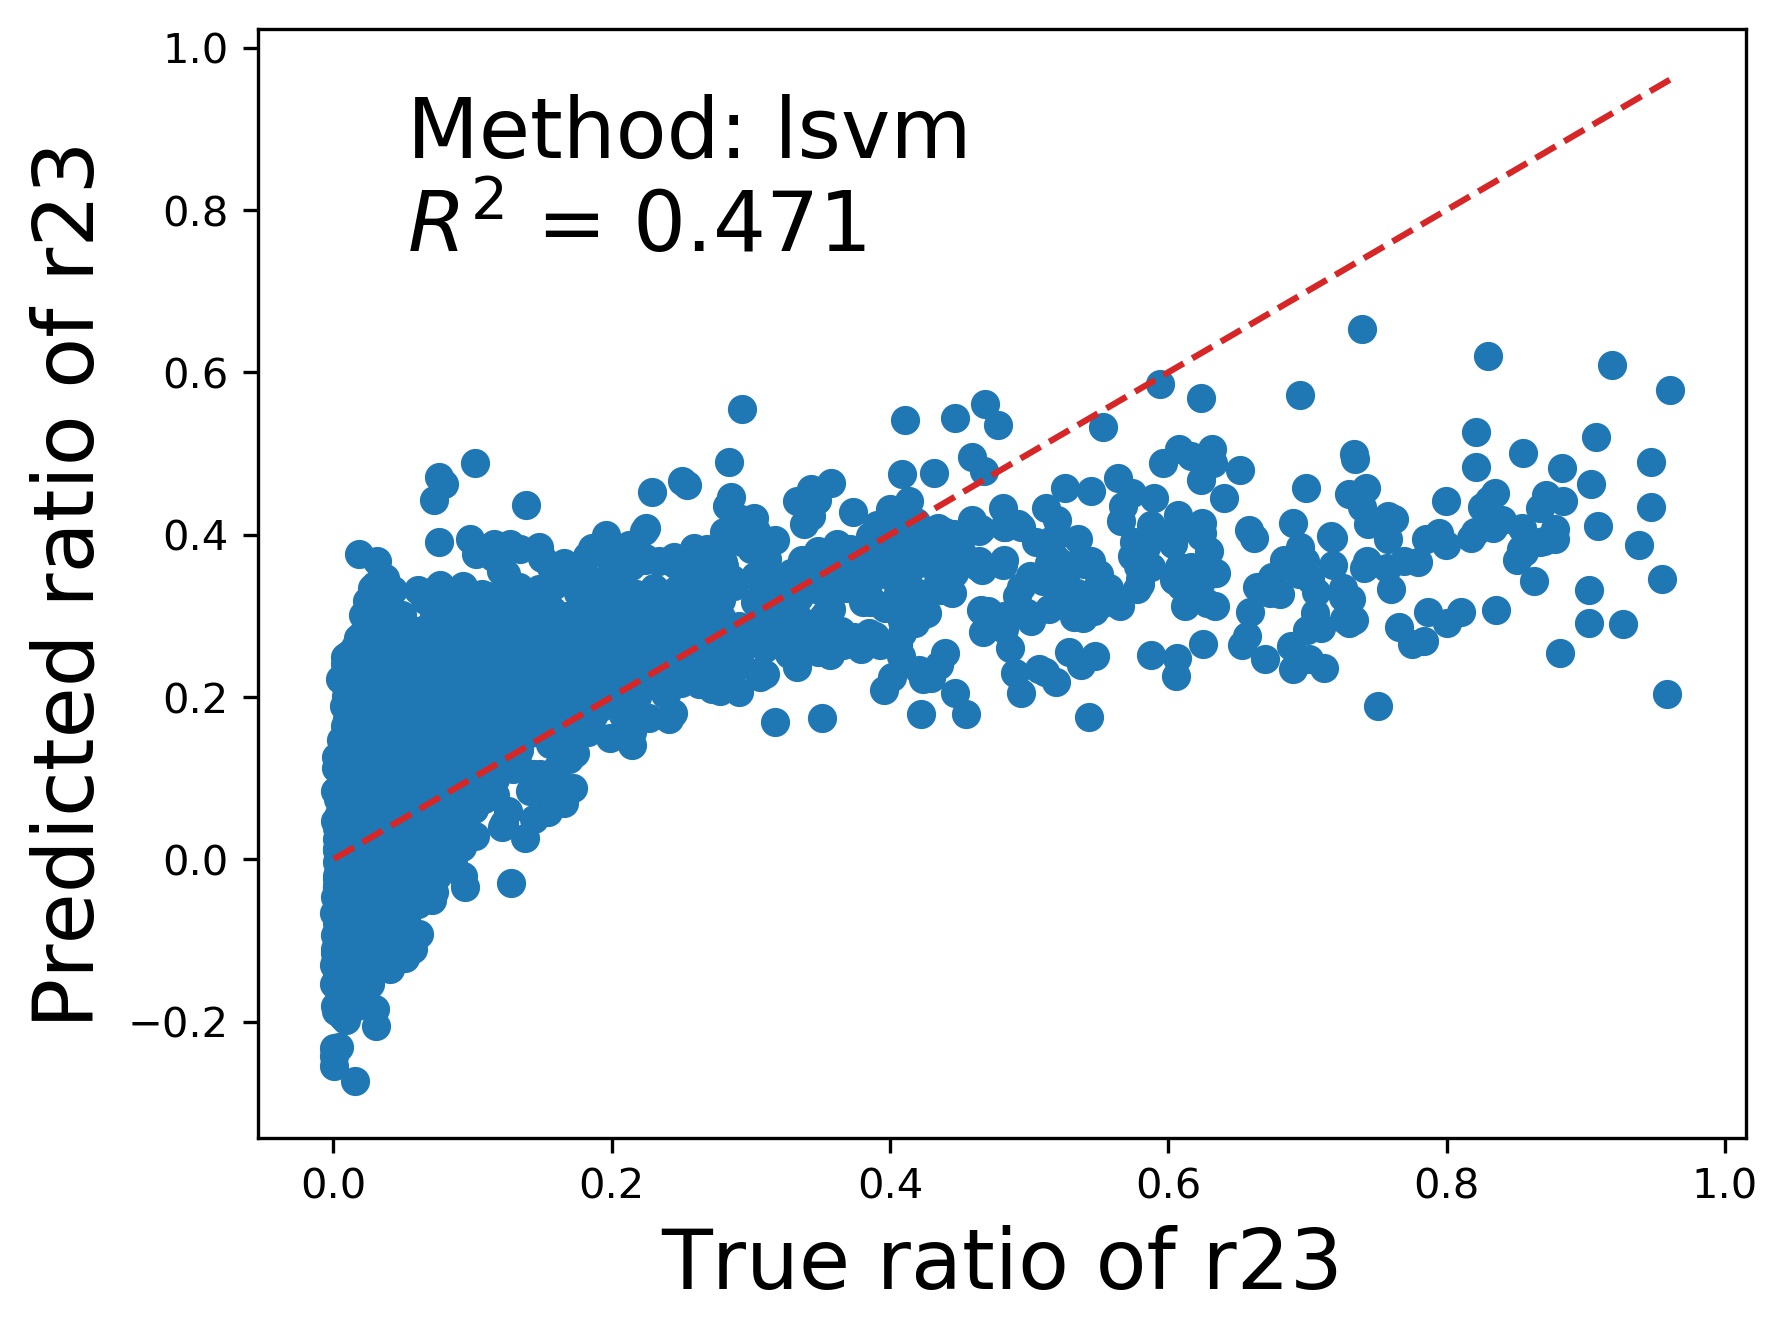 Method: lsvm
R² = 0.471
Predicted ratio of r23
1.0
0.8
0.6
0.4
0.2
0.0
−0.2
0.0 0.2 0.4 0.6 0.8 1.0
True ratio of r23